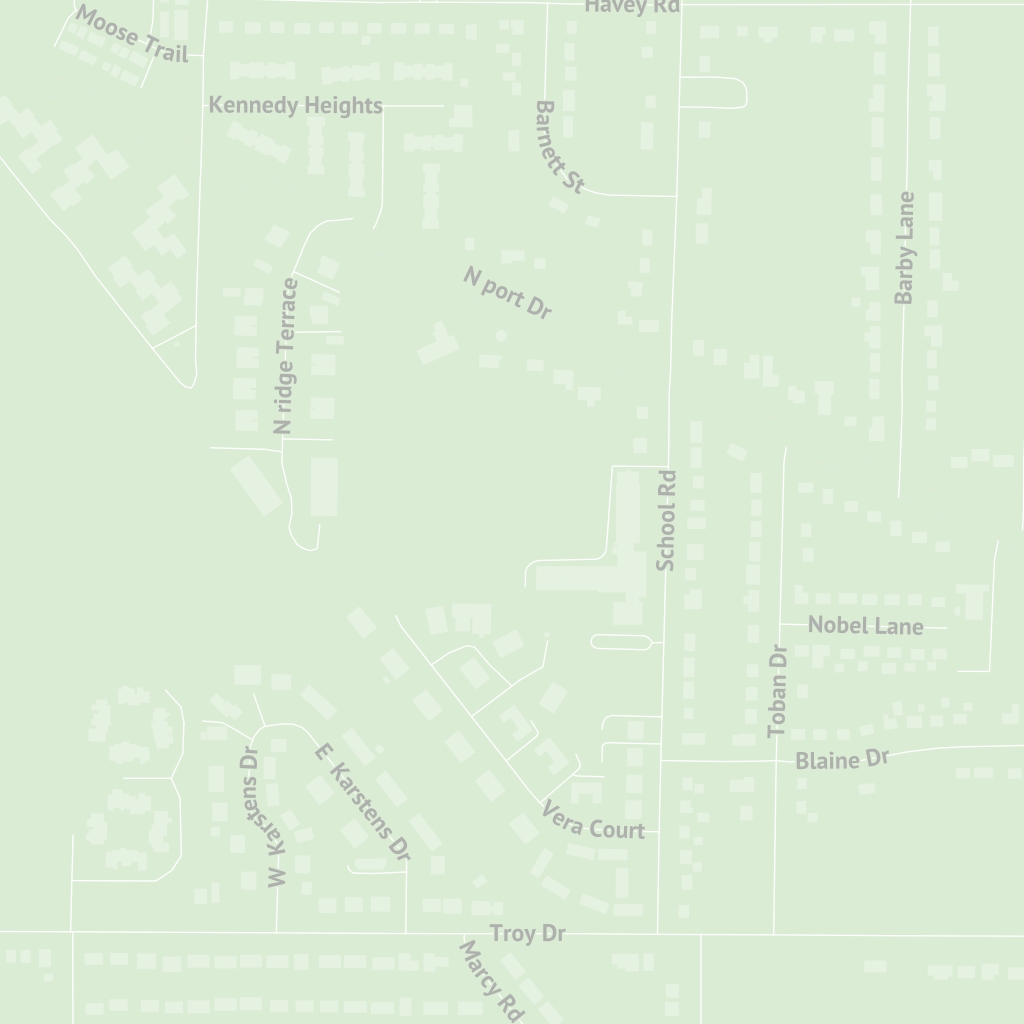 Havey Rd
Moose Trail
Kennedy Heights
Barnett St
Barby Lane
N port Dr
N ridge Terrace
School Rd
Nobel Lane
Toban Dr
Blaine Dr
W Karstens Dr
E Karstens Dr
Vera Court
Troy Dr
Marcy Rd